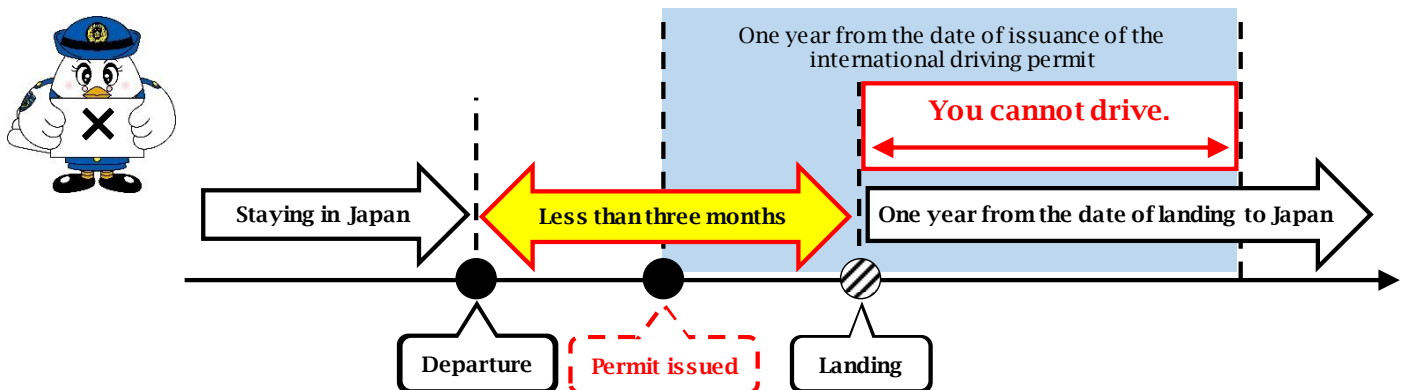 One year from the date of issuance of the
international driving permit
You cannot drive.
Staying in Japan
Less than three months
One year from the date of landing to Japan
Departure
Permit issued
Landing